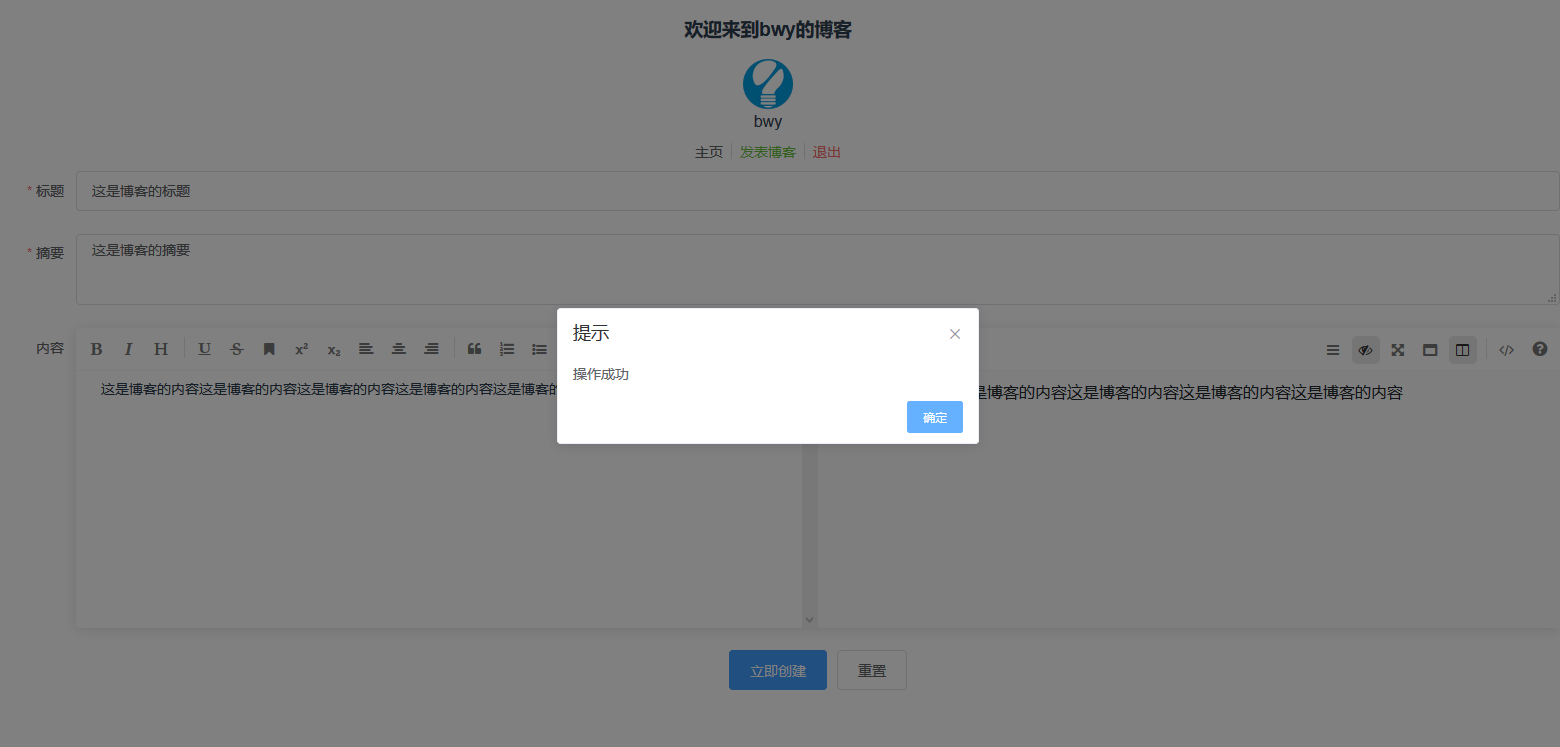 欢迎来到bwy的博客
bwy
主页 发表博客 退出
* 标题 这是博客的标题
* 摘要 这是博客的摘要
提示
操作成功
确定
内容 B I H U S x² x₂
这是博客的内容这是博客的内容这是博客的内容这是博客的内容这是博客的
博客的内容这是博客的内容这是博客的内容这是博客的内容
立即创建 重置